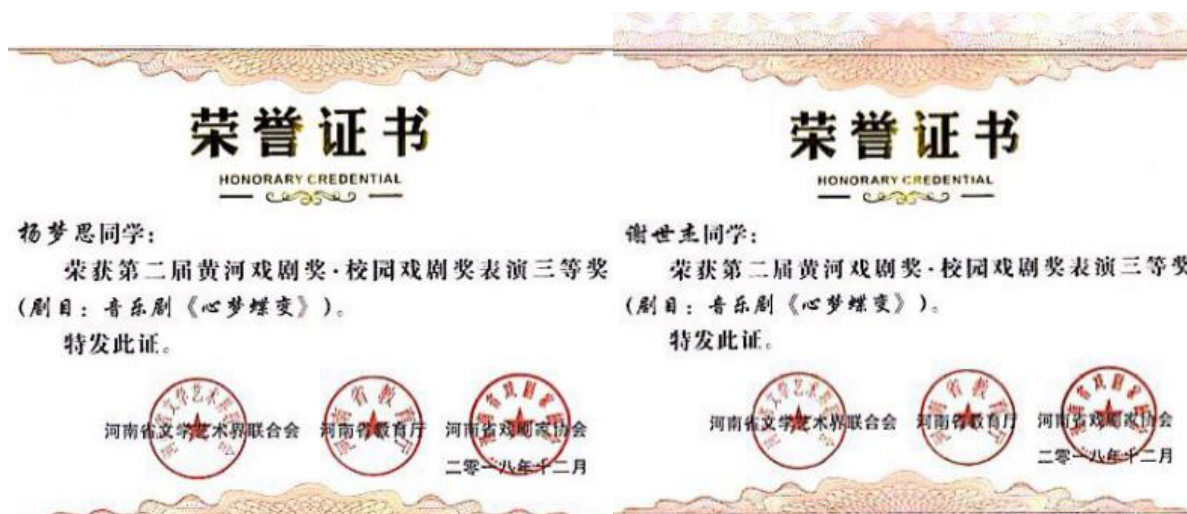 荣誉证书
HONORARY CREDENTIAL
杨梦思同学：
荣获第二届黄河戏剧奖·校园戏剧奖表演三等奖
(剧目：音乐剧《心梦蝶变》)。
特发此证。
河南省文学艺术界联合会 河南省教育厅 河南省戏剧家协会
二零一八年十二月
荣誉证书
HONORARY CREDENTIAL
谢世杰同学：
荣获第二届黄河戏剧奖·校园戏剧奖表演三等奖
(剧目：音乐剧《心梦蝶变》)。
特发此证。
河南省文学艺术界联合会 河南省教育厅 河南省戏剧家协会
二零一八年十二月